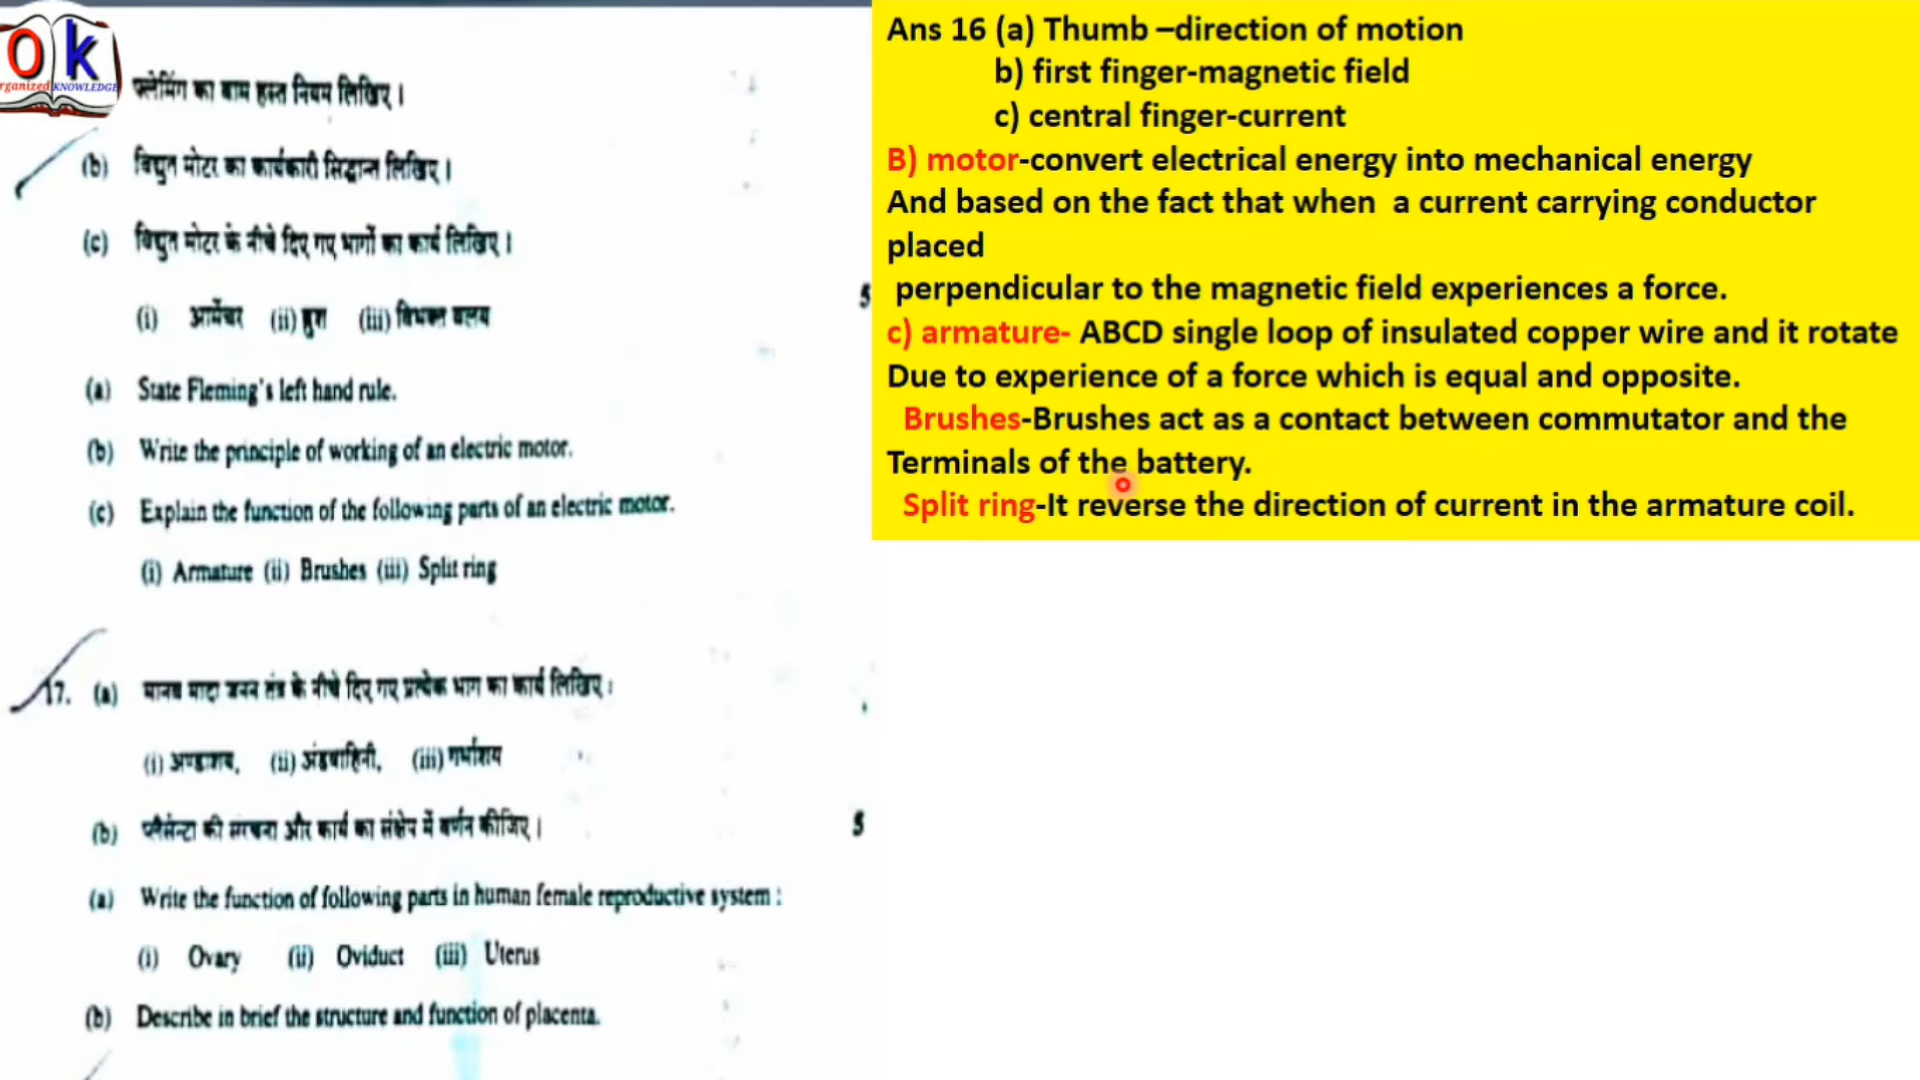 O k
rganized KNOWLEDGE
फ्लेमिंग का वाम हस्त नियम लिखिए।
(b) विद्युत मोटर का कार्यकारी सिद्धान्त लिखिए।
(c) विद्युत मोटर के नीचे दिए गए भागों का कार्य लिखिए।
5
(i) आर्मेचर (ii) ब्रुश (iii) विभक्त वलय
(a) State Fleming's left hand rule.
(b) Write the principle of working of an electric motor.
(c) Explain the function of the following parts of an electric motor.
(i) Armature (ii) Brushes (iii) Split ring
17. (a) मानव मादा जनन तंत्र के नीचे दिए गए प्रत्येक भाग का कार्य लिखिए :
(i) अण्डाशय, (ii) अंडवाहिनी, (iii) गर्भाशय
(b) प्लैसेन्टा की संरचना और कार्य का संक्षेप में वर्णन कीजिए।
5
(a) Write the function of following parts in human female reproductive system :
(i) Ovary (ii) Oviduct (iii) Uterus
(b) Describe in brief the structure and function of placenta.
Ans 16 (a) Thumb –direction of motion
b) first finger-magnetic field
c) central finger-current
B) motor-convert electrical energy into mechanical energy
And based on the fact that when a current carrying conductor
placed
perpendicular to the magnetic field experiences a force.
c) armature- ABCD single loop of insulated copper wire and it rotate
Due to experience of a force which is equal and opposite.
Brushes-Brushes act as a contact between commutator and the
Terminals of the battery.
Split ring-It reverse the direction of current in the armature coil.